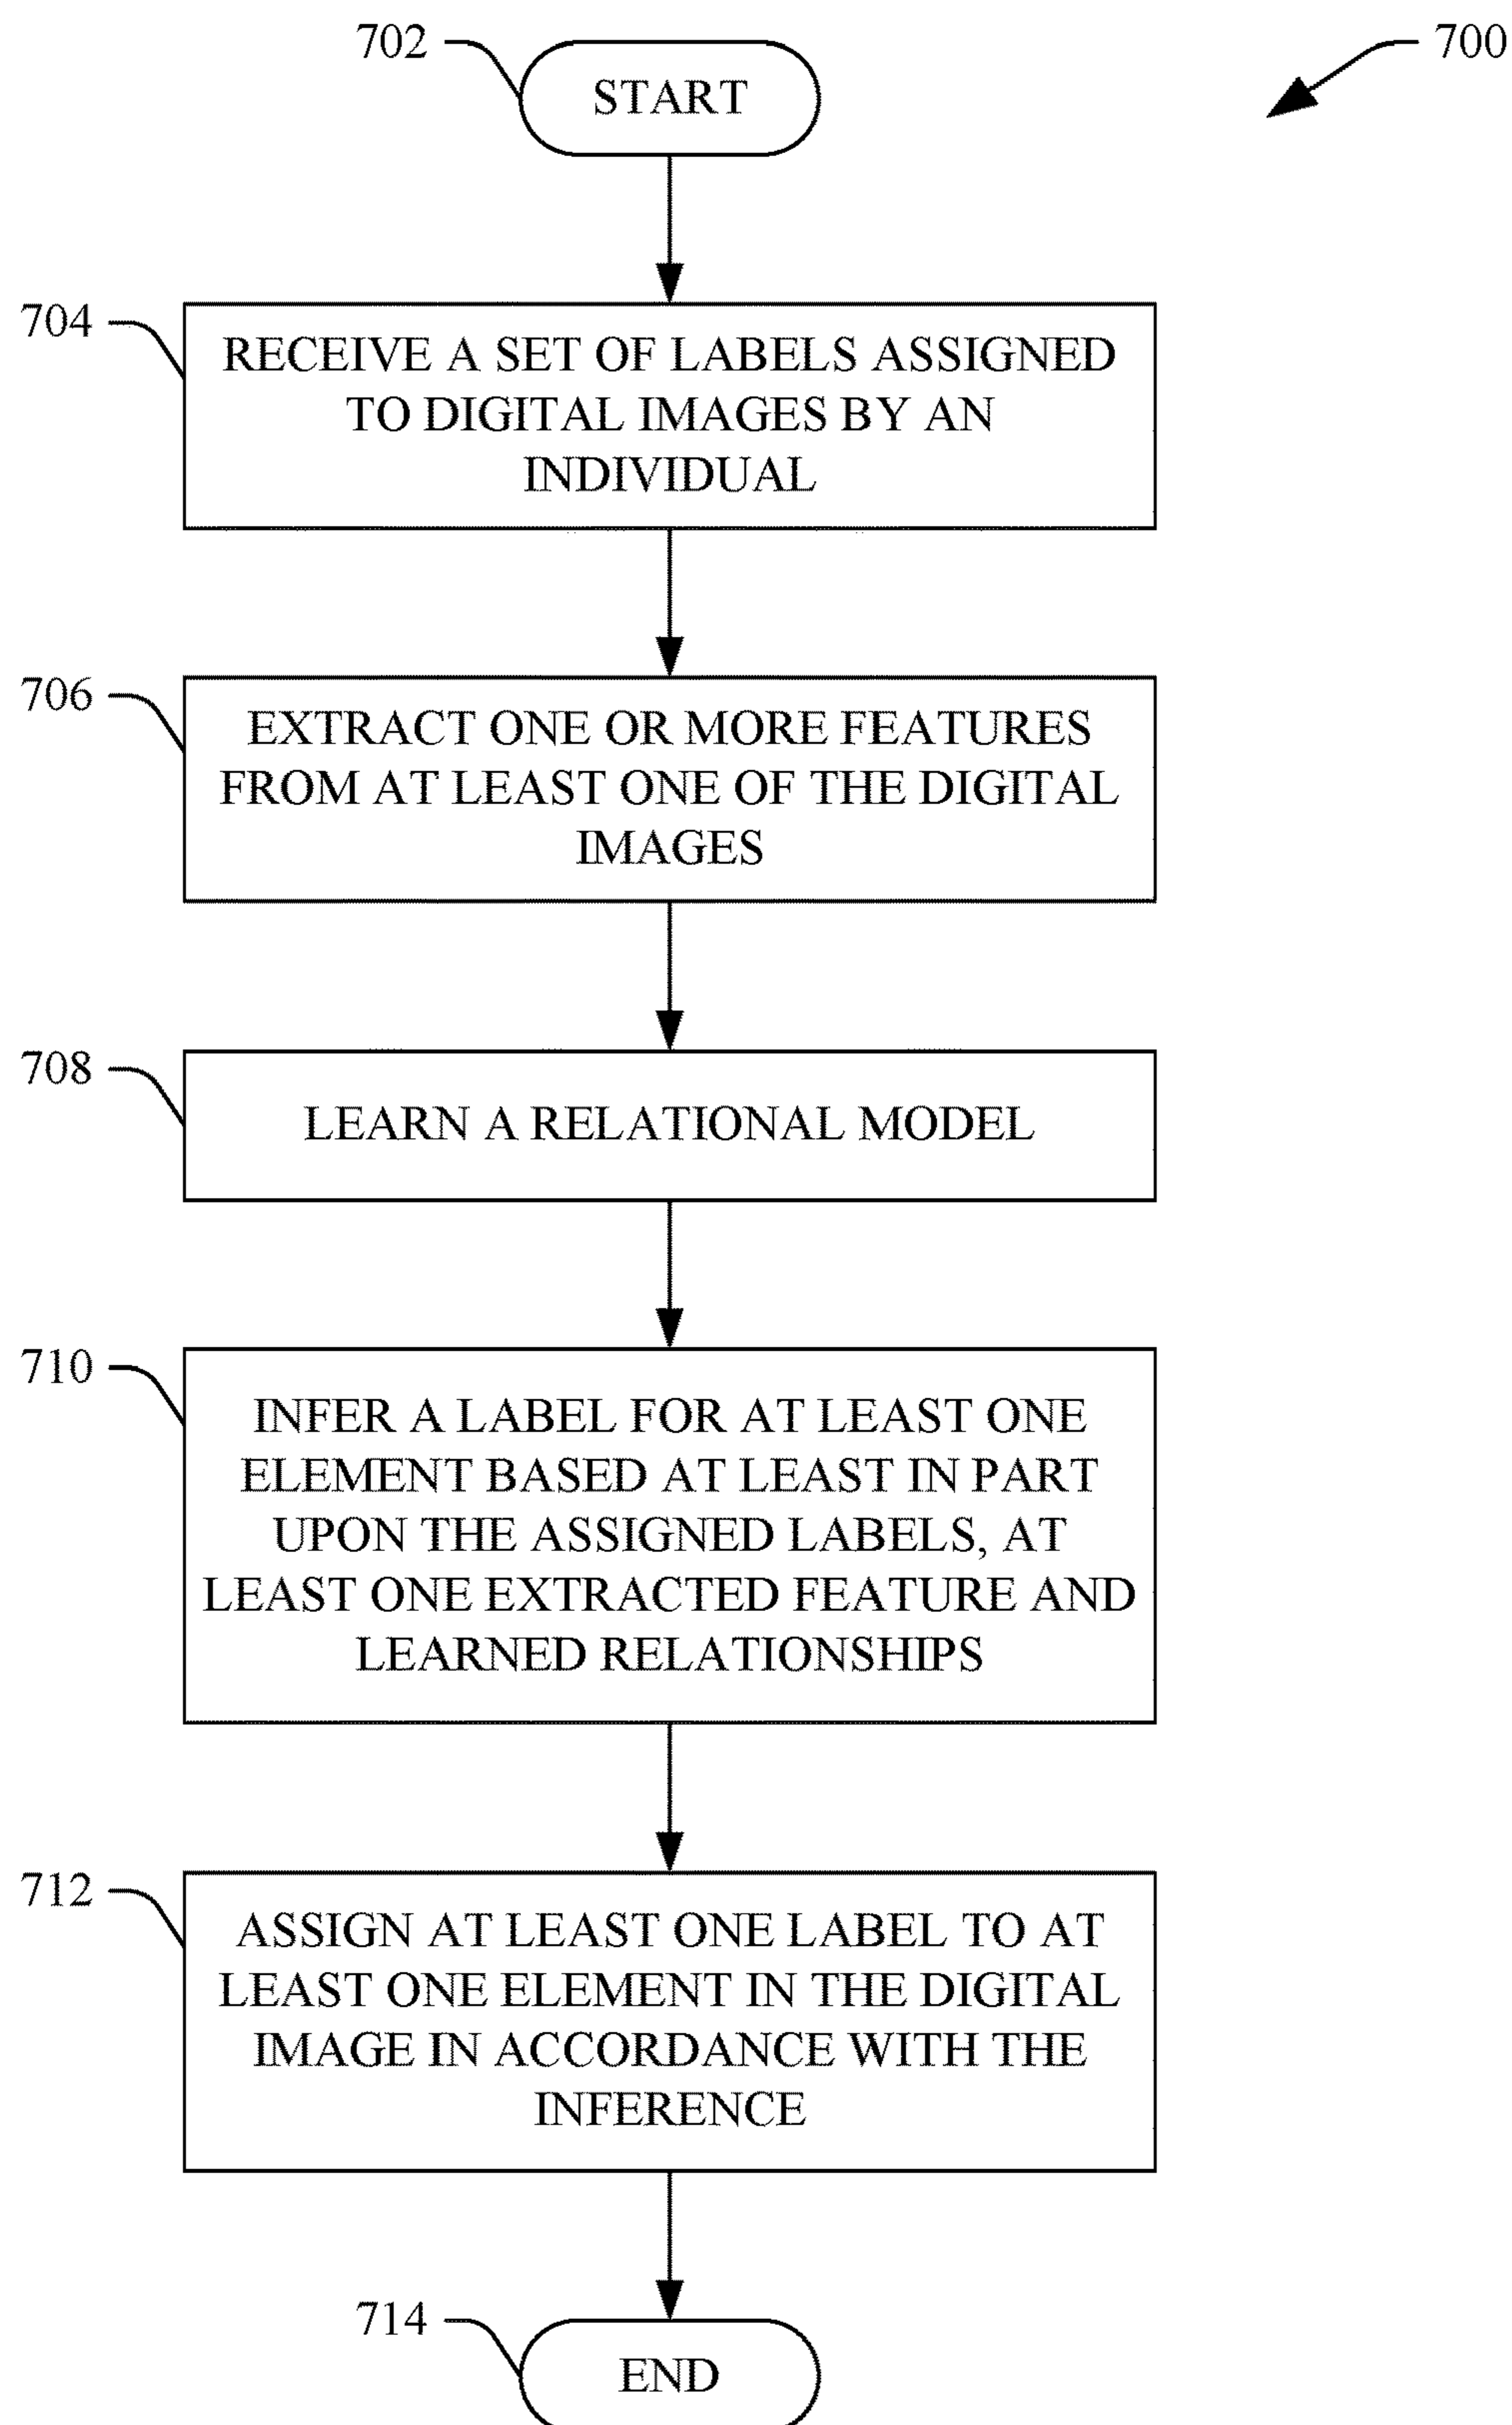 702
700
START
704
RECEIVE A SET OF LABELS ASSIGNED
TO DIGITAL IMAGES BY AN
INDIVIDUAL
706
EXTRACT ONE OR MORE FEATURES
FROM AT LEAST ONE OF THE DIGITAL
IMAGES
708
LEARN A RELATIONAL MODEL
710
INFER A LABEL FOR AT LEAST ONE
ELEMENT BASED AT LEAST IN PART
UPON THE ASSIGNED LABELS, AT
LEAST ONE EXTRACTED FEATURE AND
LEARNED RELATIONSHIPS
712
ASSIGN AT LEAST ONE LABEL TO AT
LEAST ONE ELEMENT IN THE DIGITAL
IMAGE IN ACCORDANCE WITH THE
INFERENCE
714
END